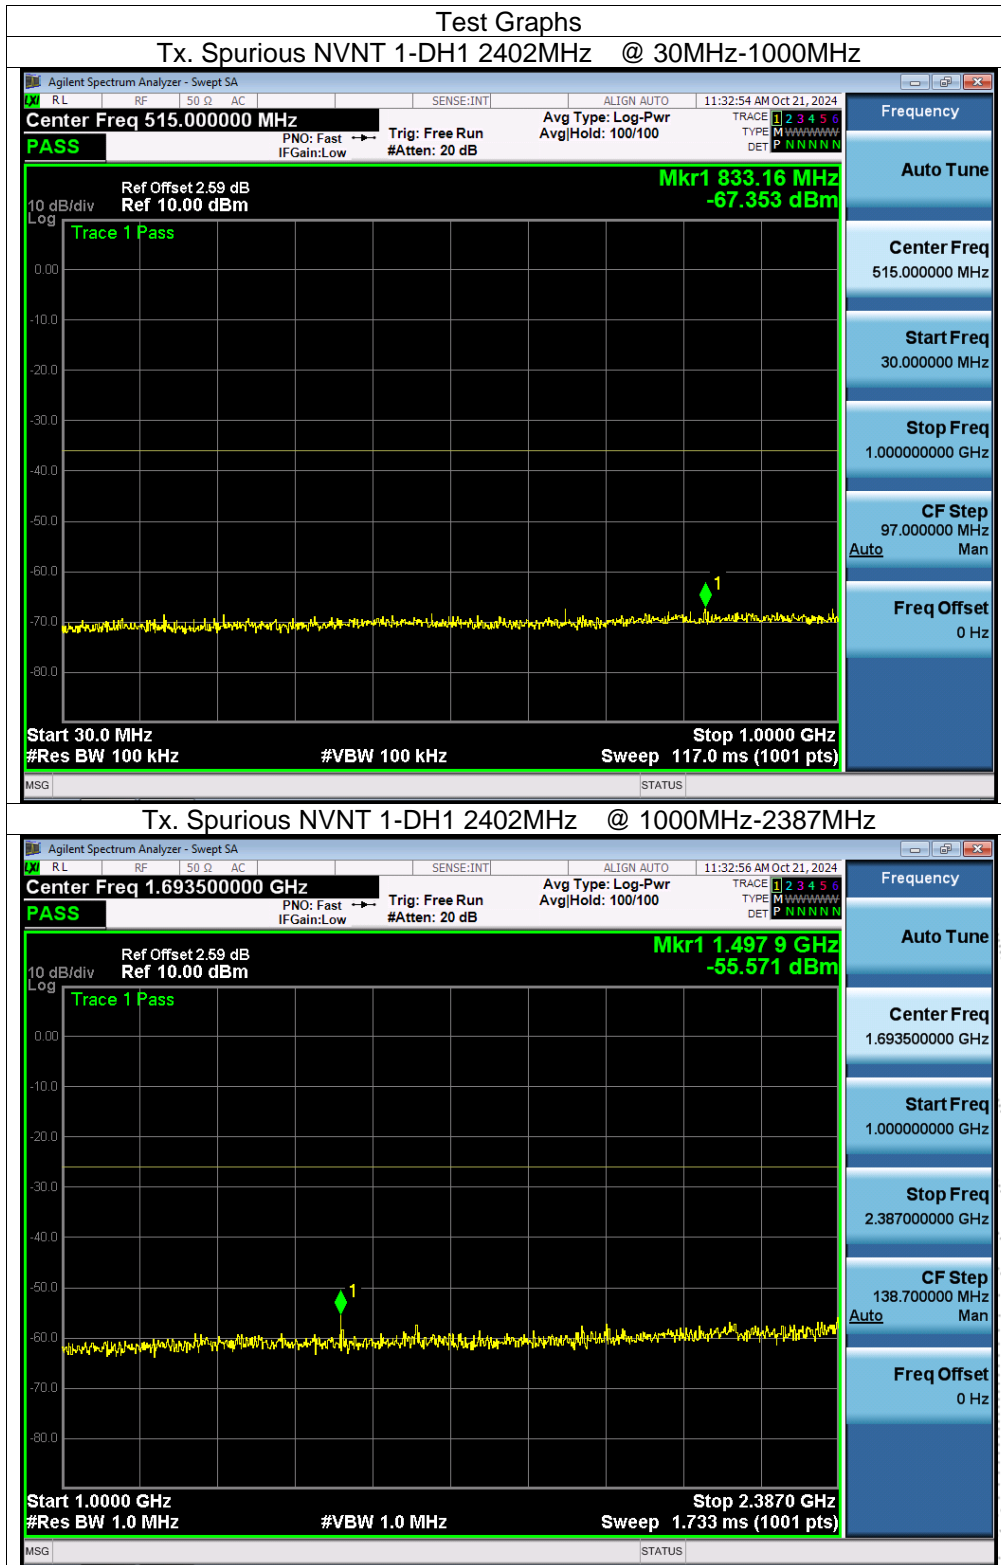 Test Graphs
Tx. Spurious NVNT 1-DH1 2402MHz @ 30MHz-1000MHz
Agilent Spectrum Analyzer - Swept SA
LXI RL RF 50 Ω AC SENSE:INT ALIGN AUTO 11:32:54 AM Oct 21, 2024
Center Freq 515.000000 MHz
PASS
PNO: Fast
IFGain:Low
Trig: Free Run
#Atten: 20 dB
Avg Type: Log-Pwr
Avg|Hold: 100/100
TRACE 1 2 3 4 5 6
TYPE M WWWWW
DET P N N N N N
Frequency
Auto Tune
Center Freq
515.000000 MHz
Start Freq
30.000000 MHz
Stop Freq
1.000000000 GHz
CF Step
97.000000 MHz
Auto Man
Freq Offset
0 Hz
Mkr1 833.16 MHz
-67.353 dBm
Ref Offset 2.59 dB
10 dB/div Ref 10.00 dBm
Log
Trace 1 Pass
0.00
-10.0
-20.0
-30.0
-40.0
-50.0
-60.0
1
-70.0
-80.0
Start 30.0 MHz Stop 1.0000 GHz
#Res BW 100 kHz #VBW 100 kHz Sweep 117.0 ms (1001 pts)
MSG STATUS
Tx. Spurious NVNT 1-DH1 2402MHz @ 1000MHz-2387MHz
Agilent Spectrum Analyzer - Swept SA
LXI RL RF 50 Ω AC SENSE:INT ALIGN AUTO 11:32:56 AM Oct 21, 2024
Center Freq 1.693500000 GHz
PASS
PNO: Fast
IFGain:Low
Trig: Free Run
#Atten: 20 dB
Avg Type: Log-Pwr
Avg|Hold: 100/100
TRACE 1 2 3 4 5 6
TYPE M WWWWW
DET P N N N N N
Frequency
Auto Tune
Center Freq
1.693500000 GHz
Start Freq
1.000000000 GHz
Stop Freq
2.387000000 GHz
CF Step
138.700000 MHz
Auto Man
Freq Offset
0 Hz
Mkr1 1.497 9 GHz
-55.571 dBm
Ref Offset 2.59 dB
10 dB/div Ref 10.00 dBm
Log
Trace 1 Pass
0.00
-10.0
-20.0
-30.0
-40.0
-50.0
1
-60.0
-70.0
-80.0
Start 1.0000 GHz Stop 2.3870 GHz
#Res BW 1.0 MHz #VBW 1.0 MHz Sweep 1.733 ms (1001 pts)
MSG STATUS